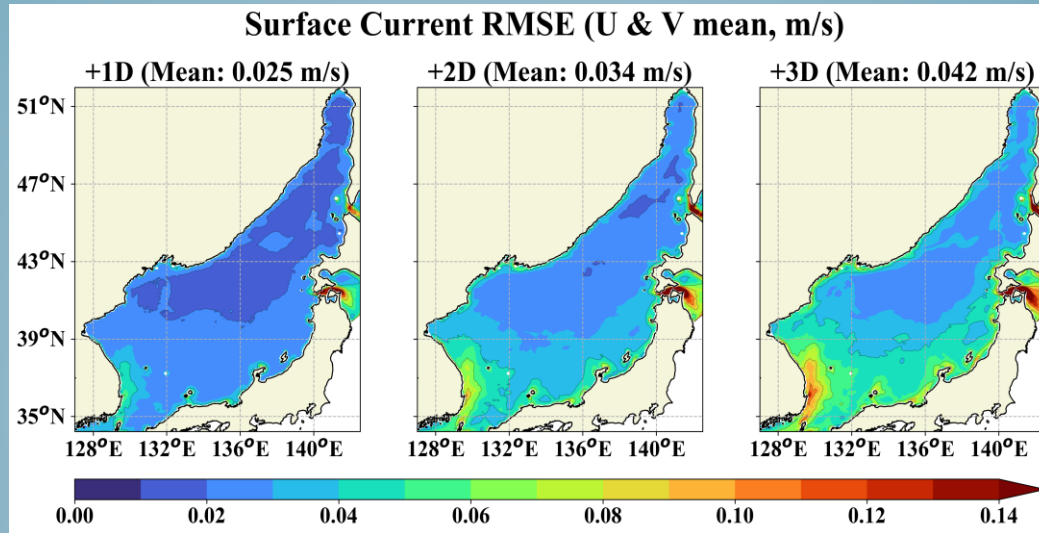 Surface Current RMSE (U & V mean, m/s)
+1D (Mean: 0.025 m/s) +2D (Mean: 0.034 m/s) +3D (Mean: 0.042 m/s)
51°N
47°N
43°N
39°N
35°N
128°E 132°E 136°E 140°E 128°E 132°E 136°E 140°E 128°E 132°E 136°E 140°E
0.00 0.02 0.04 0.06 0.08 0.10 0.12 0.14